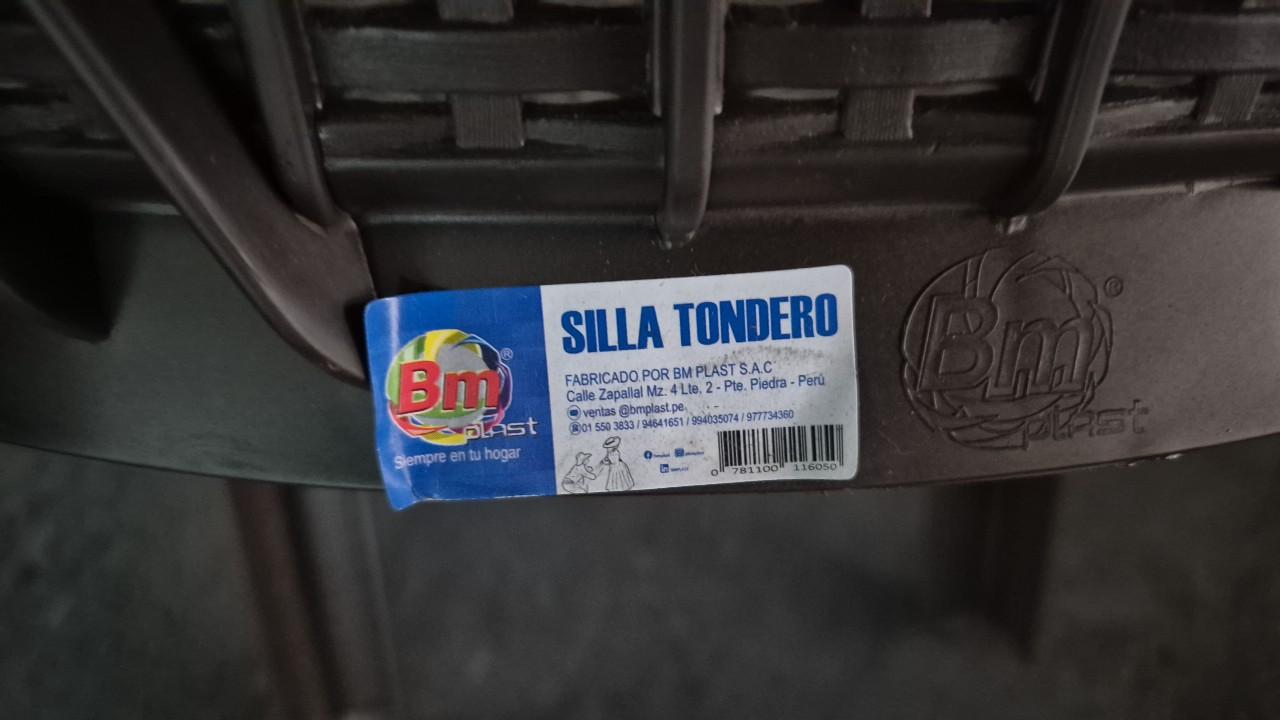 Bm
plast
®
Siempre en tu hogar
SILLA TONDERO
FABRICADO POR BM PLAST S.A.C
Calle Zapallal Mz. 4 Lte. 2 - Pte. Piedra - Perú
ventas @bmplast.pe
01 550 3833 / 94641651 / 994035074 / 977734360
0 781100 116050
Bm
plast
®